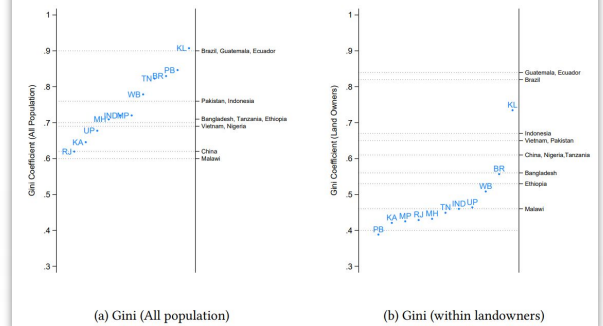 1
.9
.8
.7
.6
.5
.4
.3
Gini Coefficient (All Population)
KL
PB
BR
TN
WB
MP
IND
MH
UP
KA
RJ
Brazil, Guatemala, Ecuador
Pakistan, Indonesia
Bangladesh, Tanzania, Ethiopia
Vietnam, Nigeria
China
Malawi
(a) Gini (All population)
1
.9
.8
.7
.6
.5
.4
.3
Gini Coefficient (Land Owners)
KL
BR
WB
UP
IND
TN
MH
RJ
MP
KA
PB
Guatemala, Ecuador
Brazil
Indonesia
Vietnam, Pakistan
China, Nigeria,Tanzania
Bangladesh
Ethiopia
Malawi
(b) Gini (within landowners)